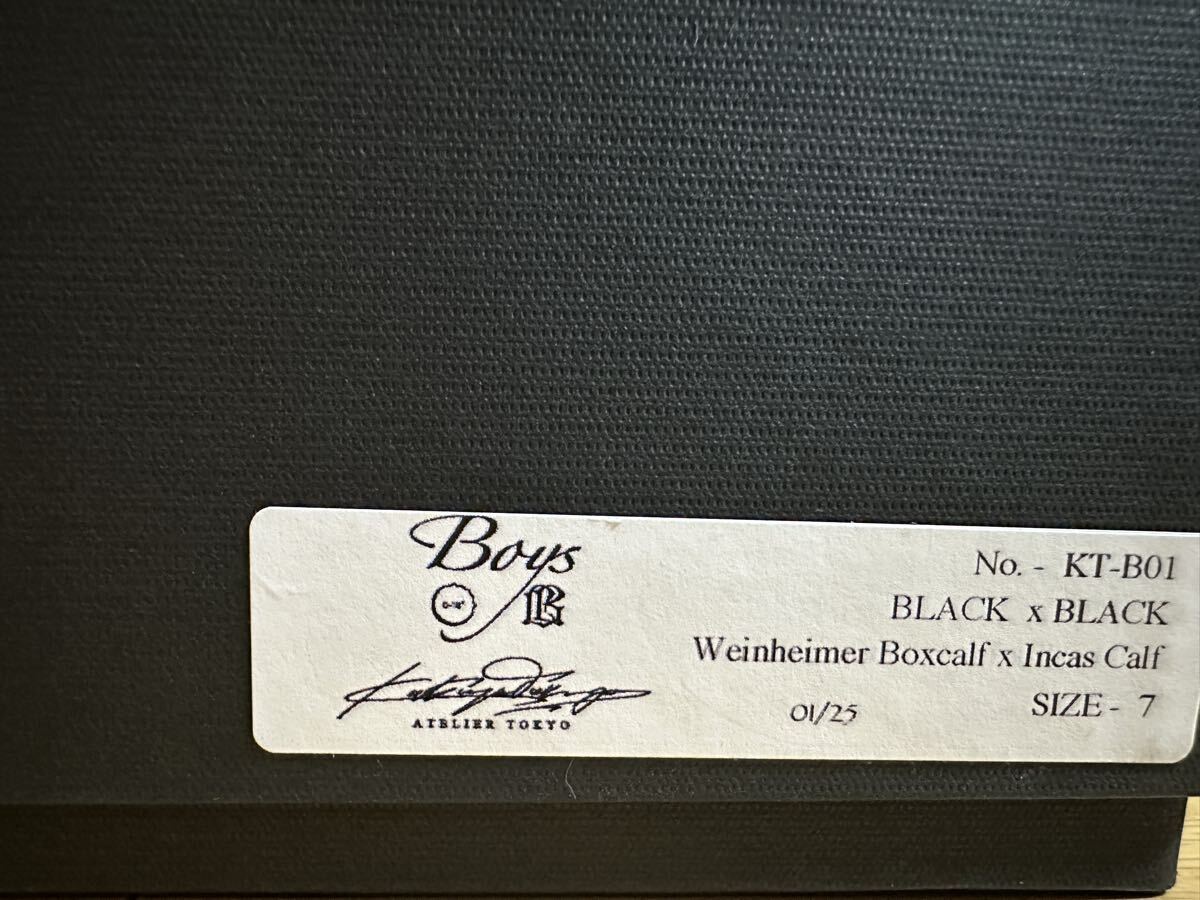 Boys
No. - KT-B01
BLACK x BLACK
Weinheimer Boxcalf x Incas Calf
ATELIER TOKYO
01/25
SIZE - 7